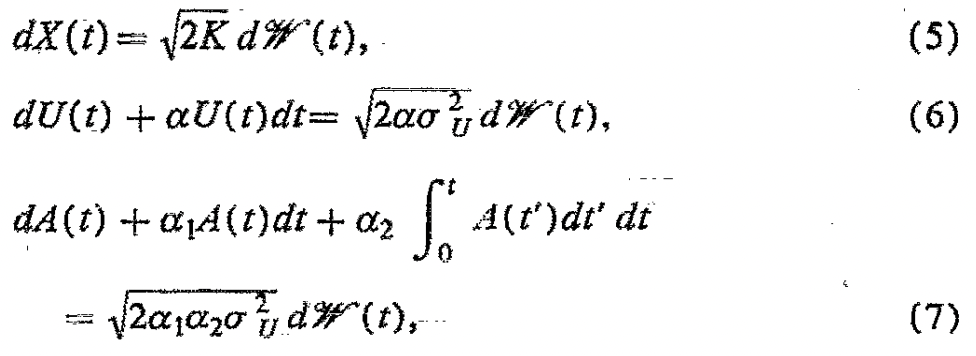 dX(t) = √2K d𝒲(t), (5)
dU(t) + αU(t)dt = √2ασ²_U d𝒲(t), (6)
dA(t) + α₁A(t)dt + α₂ ∫₀ᵗ A(t′)dt′ dt
= √2α₁α₂σ²_U d𝒲(t), (7)